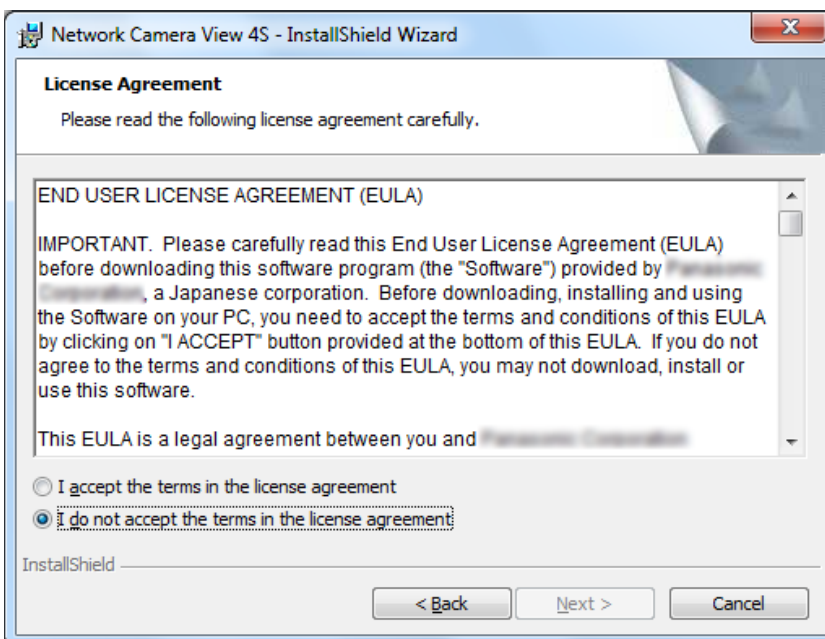 Network Camera View 4S - InstallShield Wizard
License Agreement
Please read the following license agreement carefully.
END USER LICENSE AGREEMENT (EULA)
IMPORTANT.  Please carefully read this End User License Agreement (EULA)
before downloading this software program (the "Software") provided by
, a Japanese corporation.  Before downloading, installing and using
the Software on your PC, you need to accept the terms and conditions of this EULA
by clicking on "I ACCEPT" button provided at the bottom of this EULA.  If you do not
agree to the terms and conditions of this EULA, you may not download, install or
use this software.
This EULA is a legal agreement between you and
I accept the terms in the license agreement
I do not accept the terms in the license agreement
InstallShield
< Back
Next >
Cancel